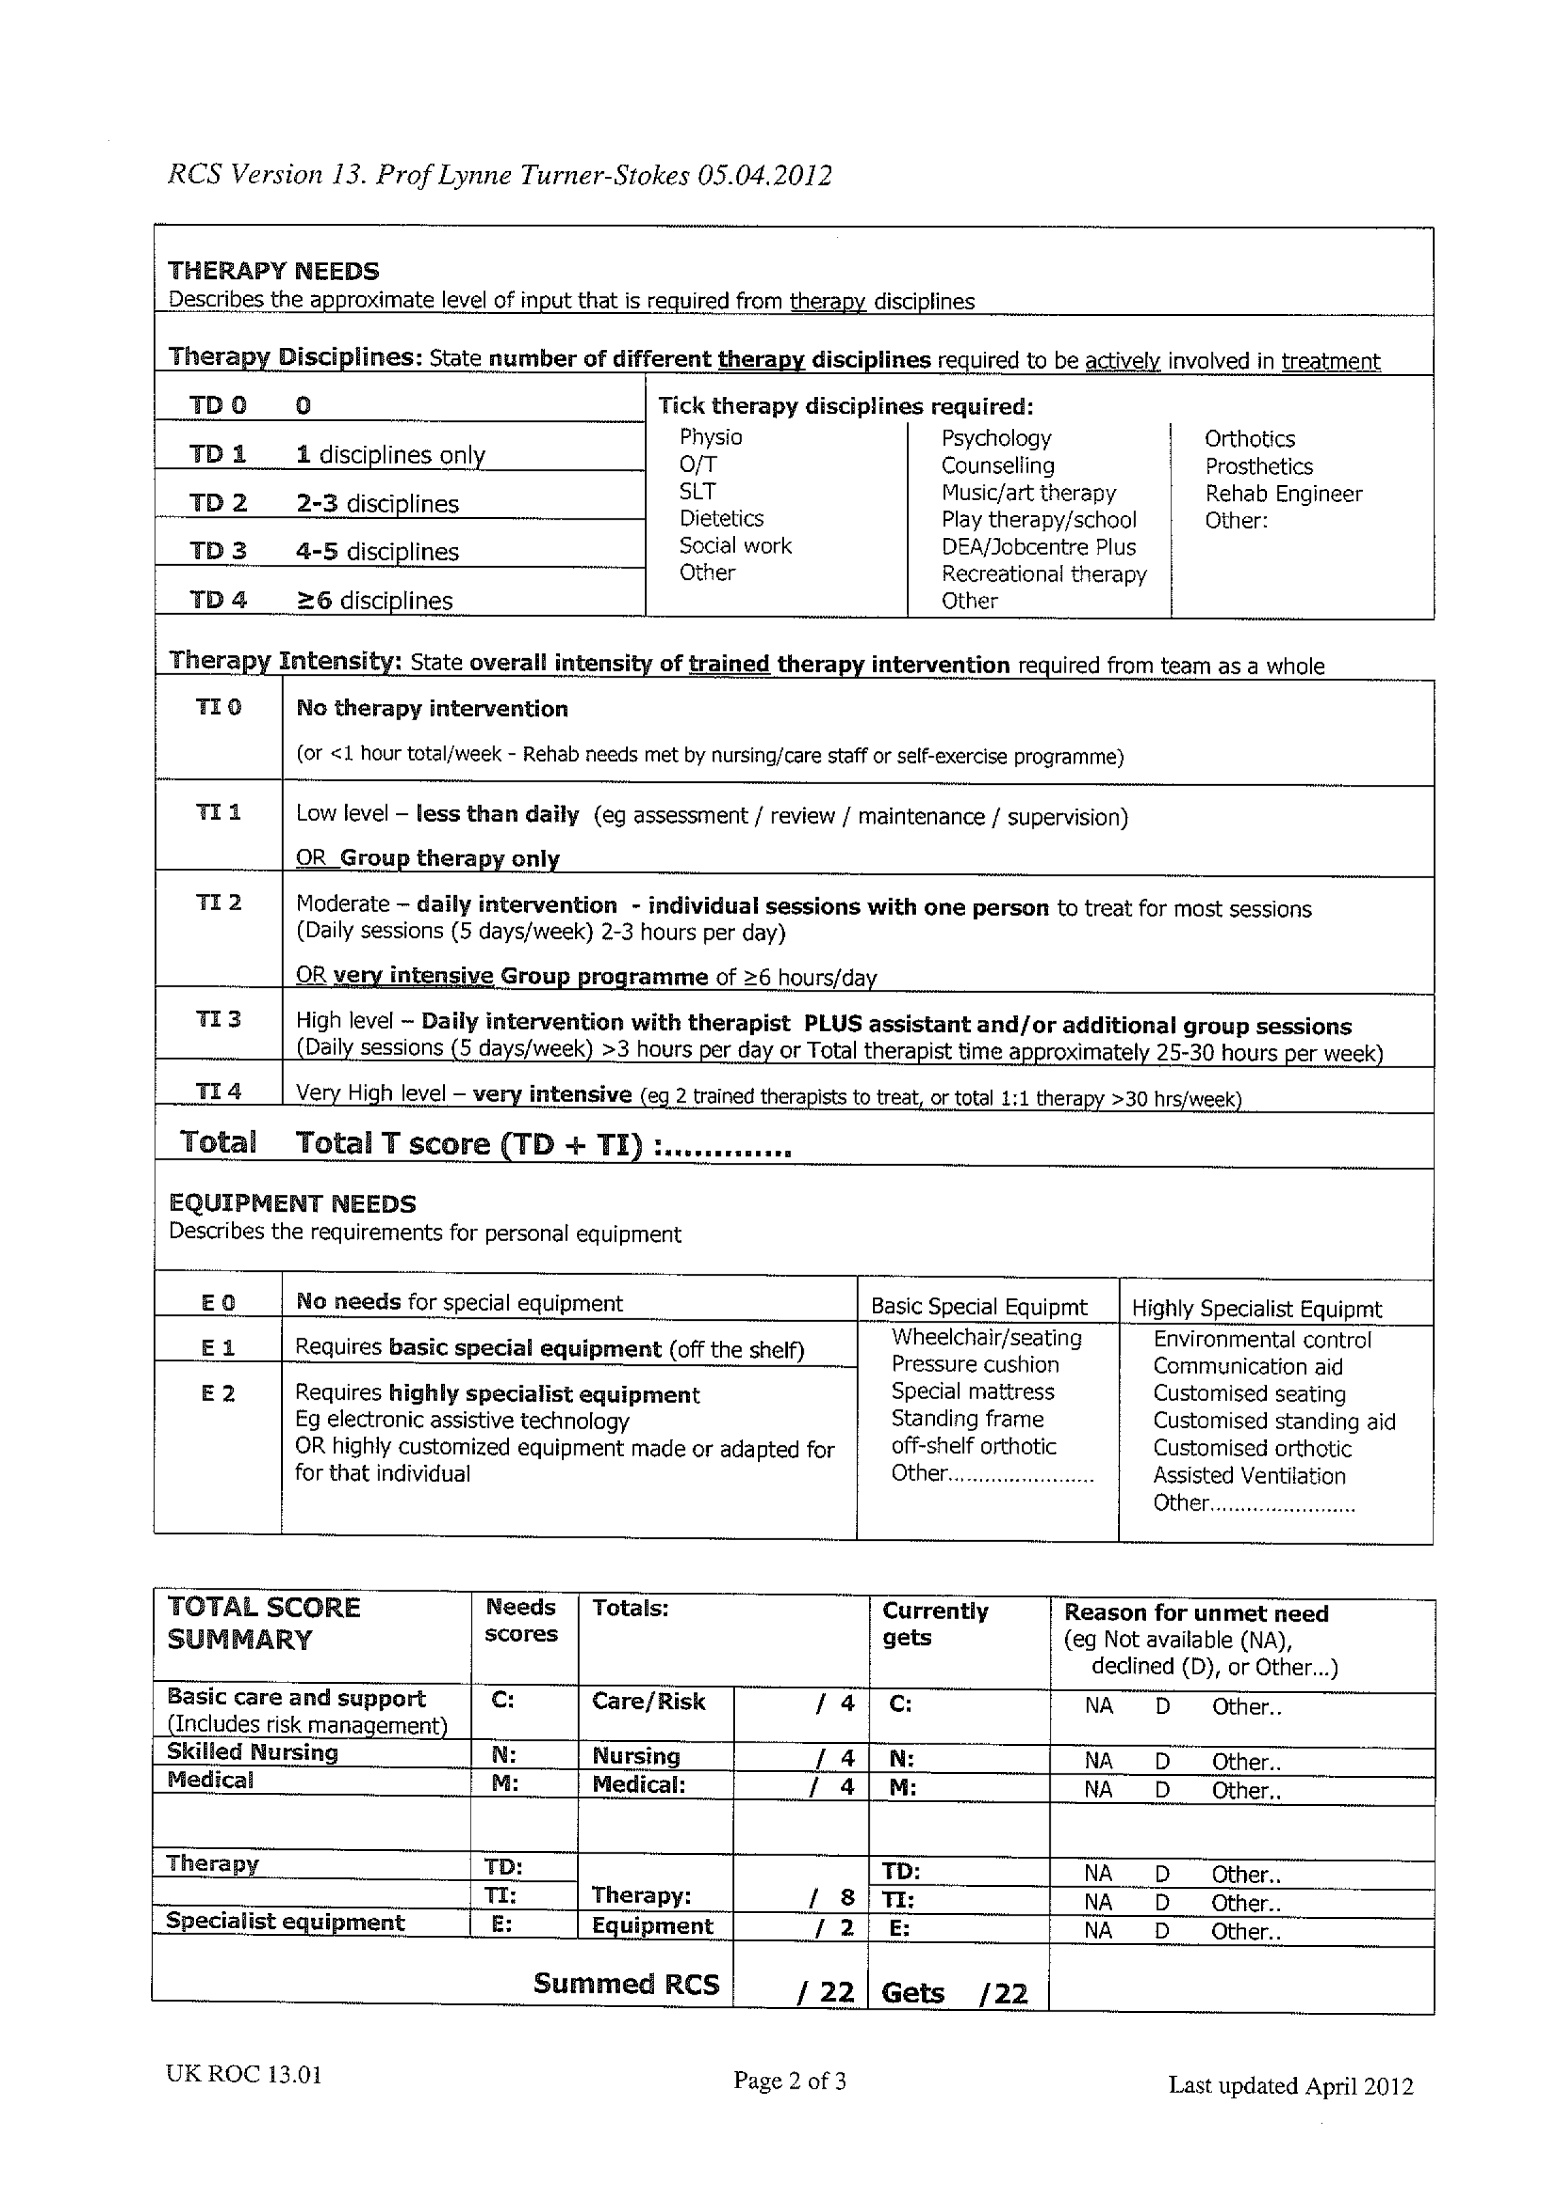 RCS Version 13. Prof Lynne Turner-Stokes 05.04.2012
THERAPY NEEDS
Describes the approximate level of input that is required from therapy disciplines
Therapy Disciplines: State number of different therapy disciplines required to be actively involved in treatment
TD 0 0
TD 1 1 disciplines only
TD 2 2-3 disciplines
TD 3 4-5 disciplines
TD 4 ≥6 disciplines
Tick therapy disciplines required:
Physio
O/T
SLT
Dietetics
Social work
Other
Psychology
Counselling
Music/art therapy
Play therapy/school
DEA/Jobcentre Plus
Recreational therapy
Other
Orthotics
Prosthetics
Rehab Engineer
Other:
Therapy Intensity: State overall intensity of trained therapy intervention required from team as a whole
TI 0 No therapy intervention
(or <1 hour total/week - Rehab needs met by nursing/care staff or self-exercise programme)
TI 1 Low level – less than daily (eg assessment / review / maintenance / supervision)
OR Group therapy only
TI 2 Moderate – daily intervention - individual sessions with one person to treat for most sessions
(Daily sessions (5 days/week) 2-3 hours per day)
OR very intensive Group programme of ≥6 hours/day
TI 3 High level – Daily intervention with therapist PLUS assistant and/or additional group sessions
(Daily sessions (5 days/week) >3 hours per day or Total therapist time approximately 25-30 hours per week)
TI 4 Very High level – very intensive (eg 2 trained therapists to treat, or total 1:1 therapy >30 hrs/week)
Total Total T score (TD + TI) :..............
EQUIPMENT NEEDS
Describes the requirements for personal equipment
E 0 No needs for special equipment
E 1 Requires basic special equipment (off the shelf)
E 2 Requires highly specialist equipment
Eg electronic assistive technology
OR highly customized equipment made or adapted for
for that individual
Basic Special Equipmt
Wheelchair/seating
Pressure cushion
Special mattress
Standing frame
off-shelf orthotic
Other........................
Highly Specialist Equipmt
Environmental control
Communication aid
Customised seating
Customised standing aid
Customised orthotic
Assisted Ventilation
Other........................
TOTAL SCORE SUMMARY Needs scores Totals: Currently gets Reason for unmet need
(eg Not available (NA),
declined (D), or Other...)
Basic care and support C: Care/Risk / 4 C: NA D Other..
(Includes risk management)
Skilled Nursing N: Nursing / 4 N: NA D Other..
Medical M: Medical: / 4 M: NA D Other..
Therapy TD: TD: NA D Other..
TI: Therapy: / 8 TI: NA D Other..
Specialist equipment E: Equipment / 2 E: NA D Other..
Summed RCS / 22 Gets /22
UK ROC 13.01 Page 2 of 3 Last updated April 2012